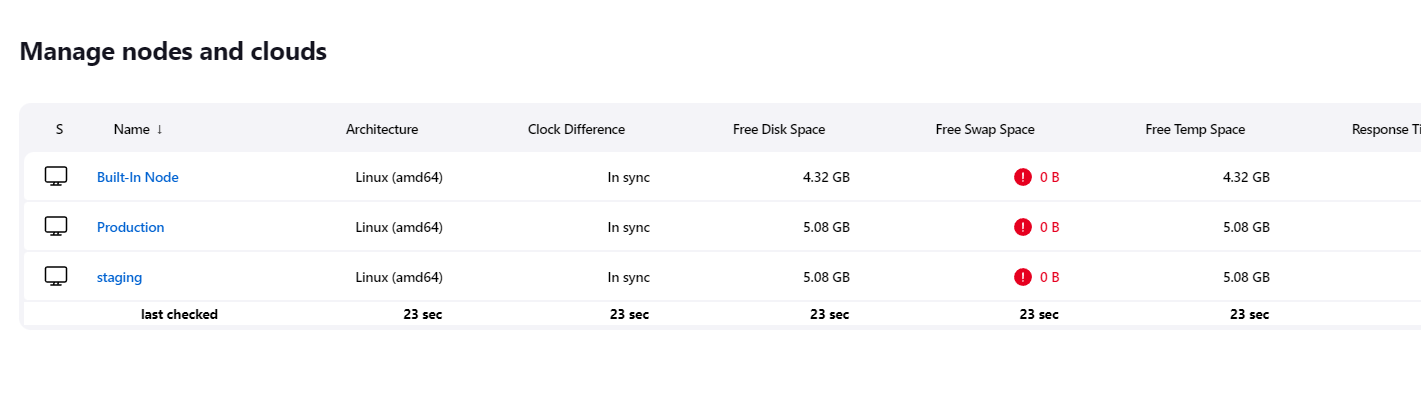 Manage nodes and clouds
S Name ↓ Architecture Clock Difference Free Disk Space Free Swap Space Free Temp Space Response Ti
Built-In Node Linux (amd64) In sync 4.32 GB 0 B 4.32 GB
Production Linux (amd64) In sync 5.08 GB 0 B 5.08 GB
staging Linux (amd64) In sync 5.08 GB 0 B 5.08 GB
last checked 23 sec 23 sec 23 sec 23 sec 23 sec